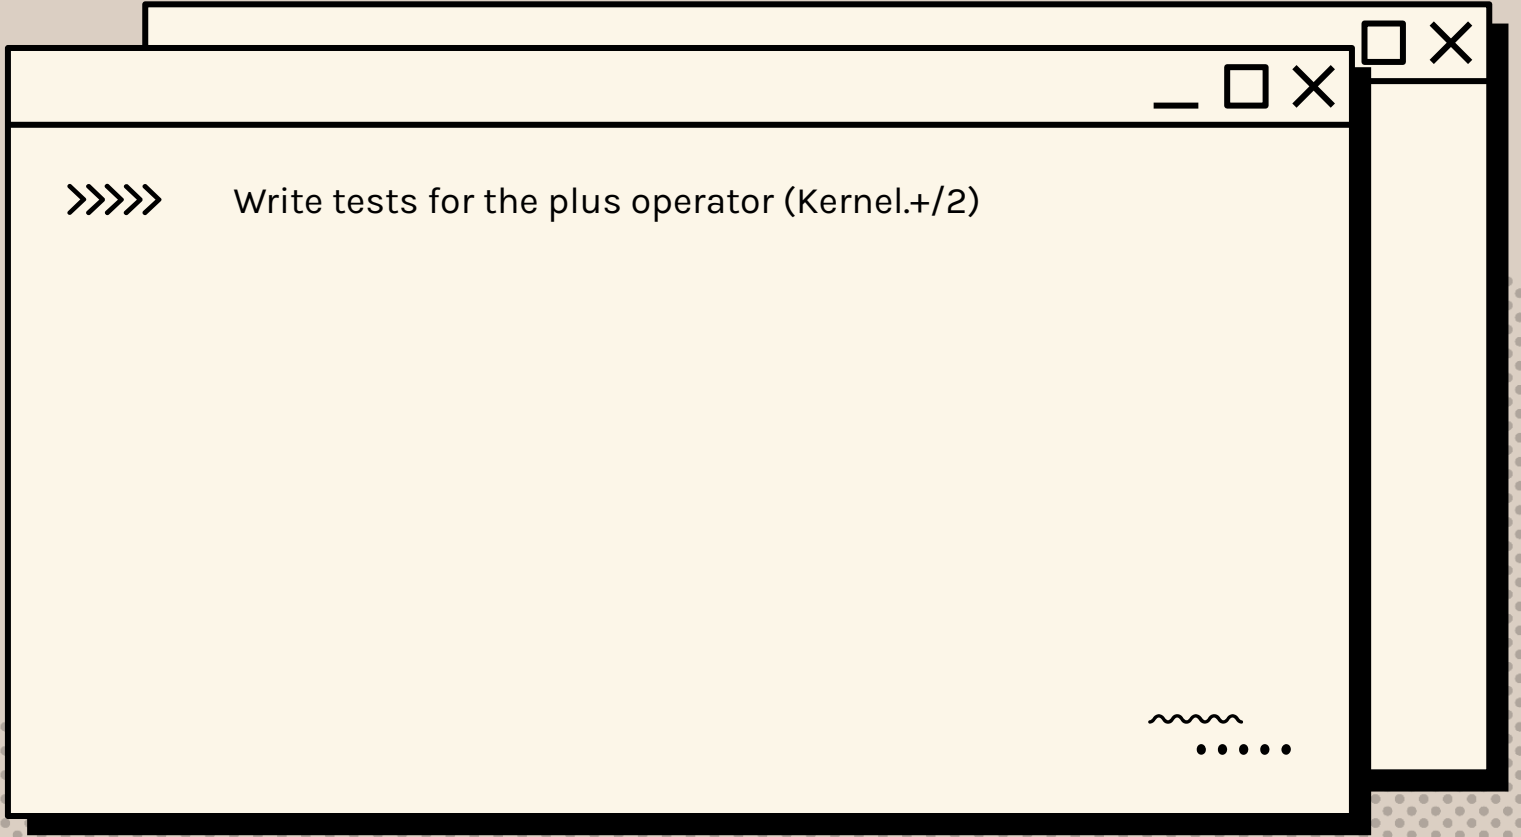 Write tests for the plus operator (Kernel.+/2)